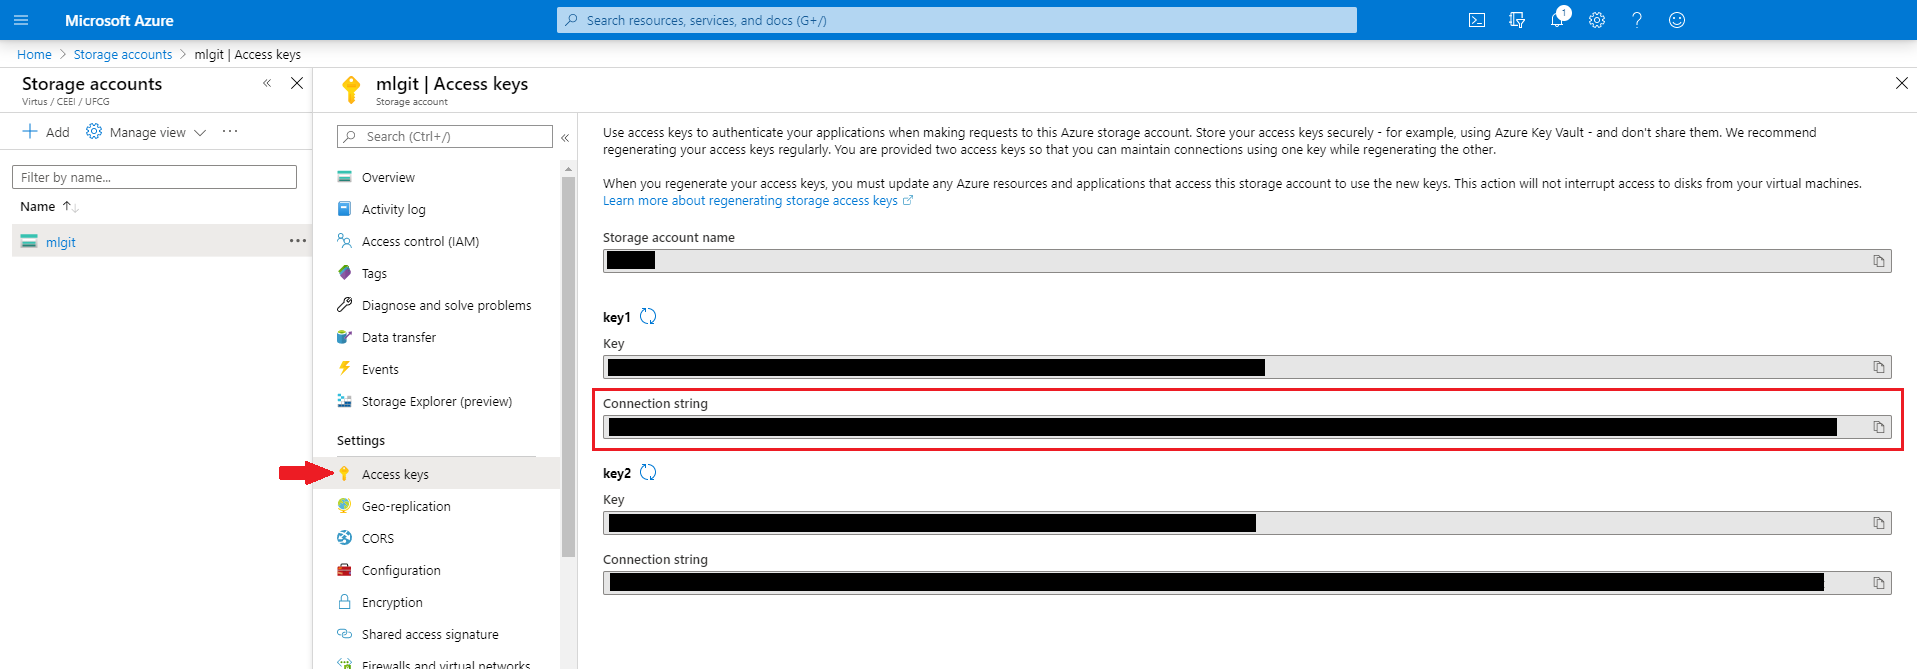 Microsoft Azure
Search resources, services, and docs (G+/)
1
Home > Storage accounts > mlgit | Access keys
Storage accounts
Virtus / CEEI / UFCG
Add
Manage view
Filter by name...
Name
mlgit
mlgit | Access keys
Storage account
Search (Ctrl+/)
Overview
Activity log
Access control (IAM)
Tags
Diagnose and solve problems
Data transfer
Events
Storage Explorer (preview)
Settings
Access keys
Geo-replication
CORS
Configuration
Encryption
Shared access signature
Firewalls and virtual networks
Use access keys to authenticate your applications when making requests to this Azure storage account. Store your access keys securely - for example, using Azure Key Vault - and don't share them. We recommend
regenerating your access keys regularly. You are provided two access keys so that you can maintain connections using one key while regenerating the other.
When you regenerate your access keys, you must update any Azure resources and applications that access this storage account to use the new keys. This action will not interrupt access to disks from your virtual machines.
Learn more about regenerating storage access keys
Storage account name
key1
Key
Connection string
key2
Key
Connection string